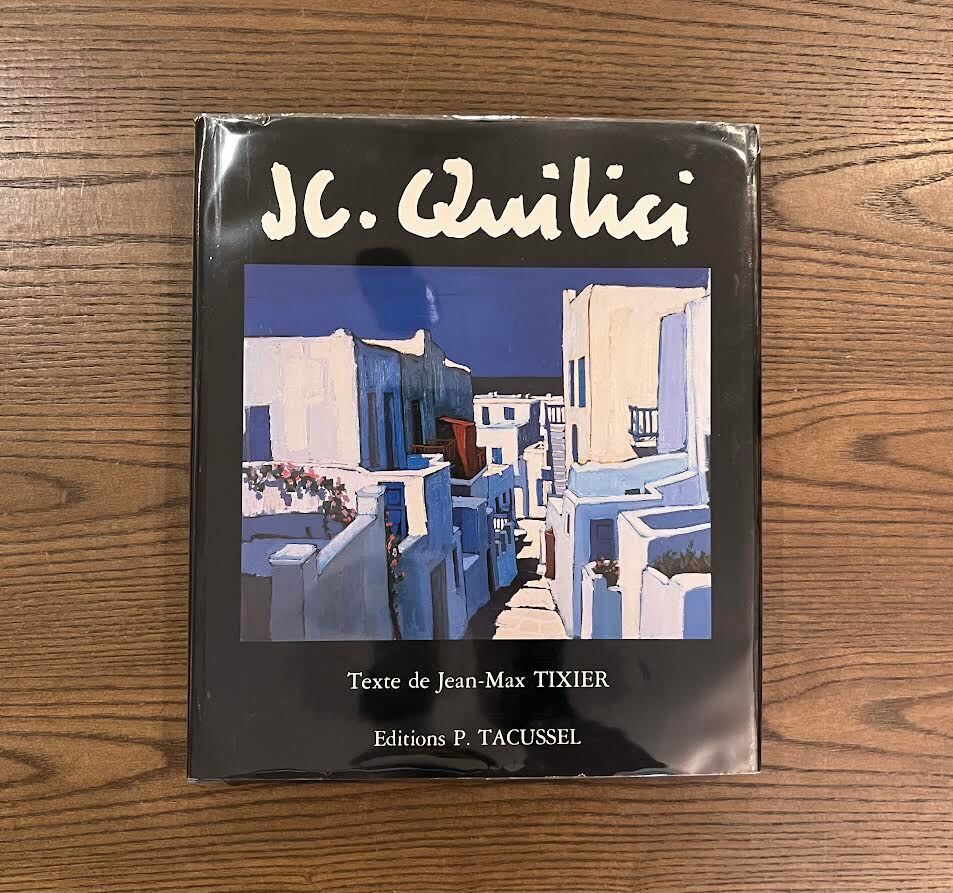 JC. Quilici
Texte de Jean-Max TIXIER
Editions P. TACUSSEL